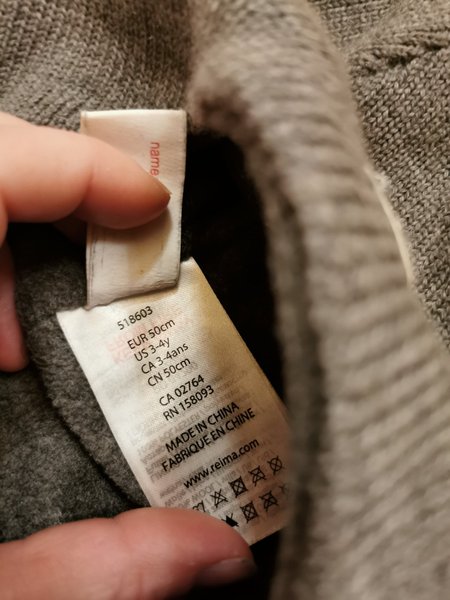 name
518603
EUR 50cm
US 3-4y
CA 3-4ans
CN 50cm
CA 02764
RN 158093
MADE IN CHINA
FABRIQUE EN CHINE
www.reima.com